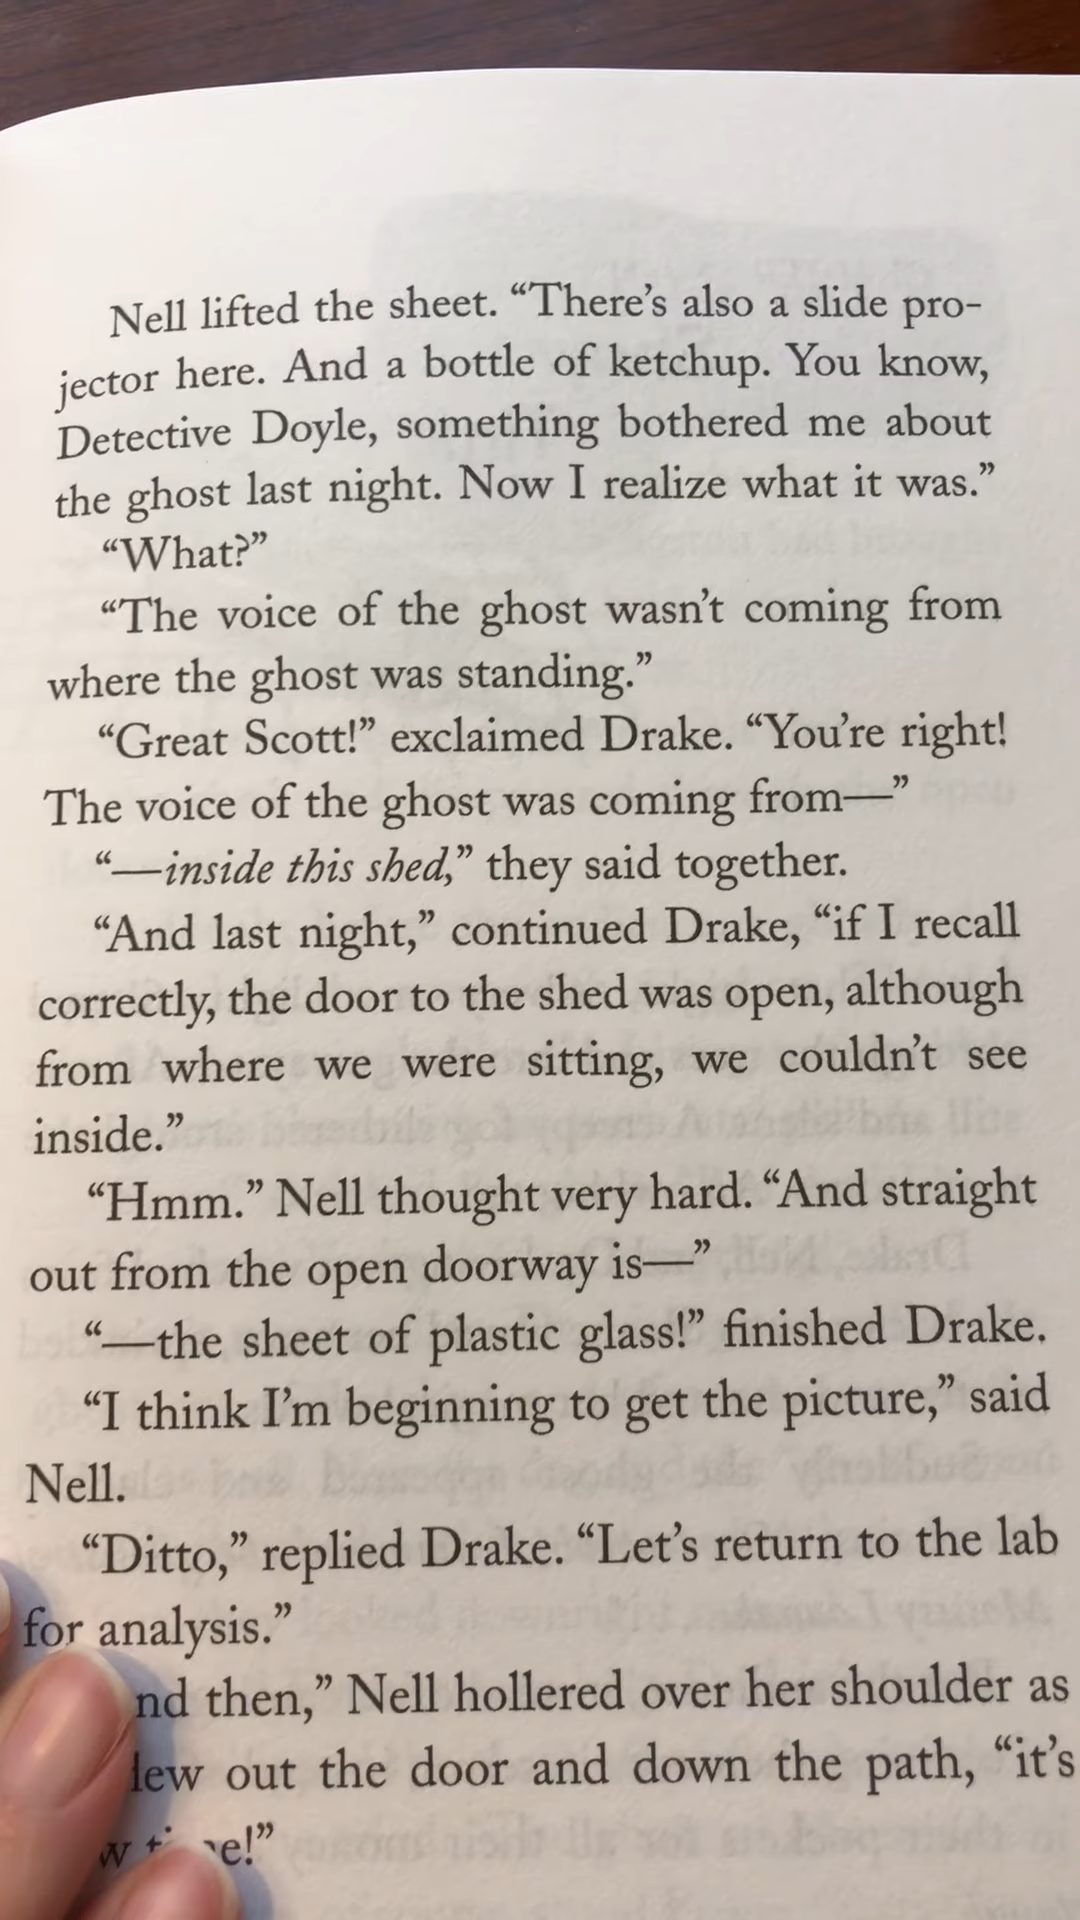 Nell lifted the sheet. “There’s also a slide pro-
jector here. And a bottle of ketchup. You know,
Detective Doyle, something bothered me about
the ghost last night. Now I realize what it was.”
“What?”
“The voice of the ghost wasn’t coming from
where the ghost was standing.”
“Great Scott!” exclaimed Drake. “You’re right!
The voice of the ghost was coming from—”
“—inside this shed,” they said together.
“And last night,” continued Drake, “if I recall
correctly, the door to the shed was open, although
from where we were sitting, we couldn’t see
inside.”
“Hmm.” Nell thought very hard. “And straight
out from the open doorway is—”
“—the sheet of plastic glass!” finished Drake.
“I think I’m beginning to get the picture,” said
Nell.
“Ditto,” replied Drake. “Let’s return to the lab
for analysis.”
then,” Nell hollered over her shoulder as
out the door and down the path, “it’s